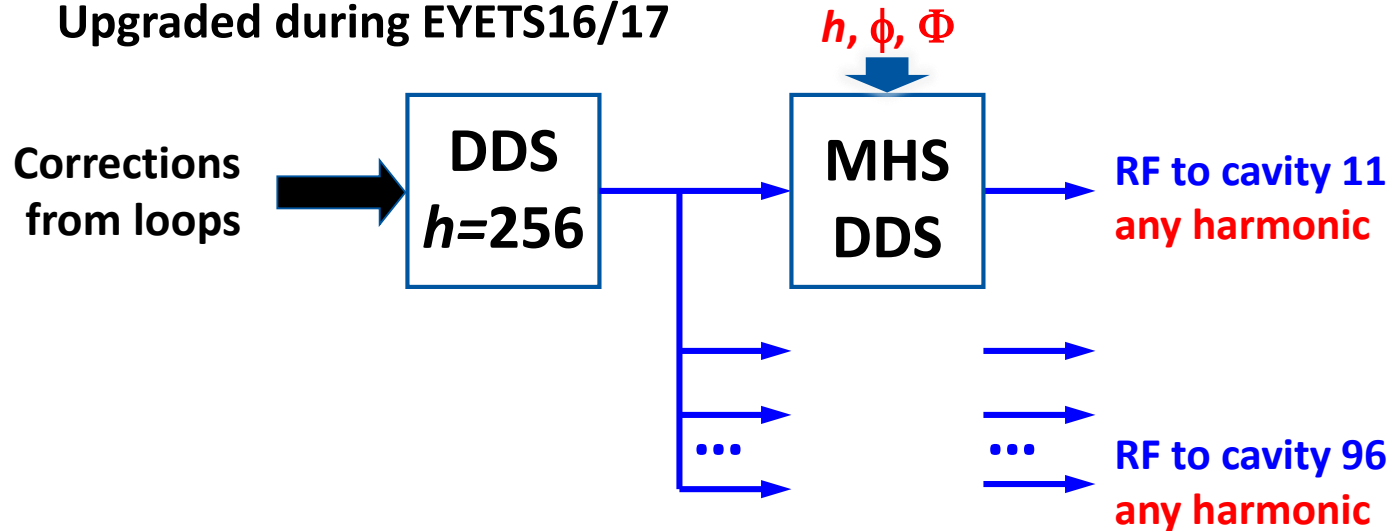 Upgraded during EYETS16/17
h, ϕ, Φ
Corrections
from loops
DDS
h=256
MHS
DDS
RF to cavity 11
any harmonic
...
...
RF to cavity 96
any harmonic